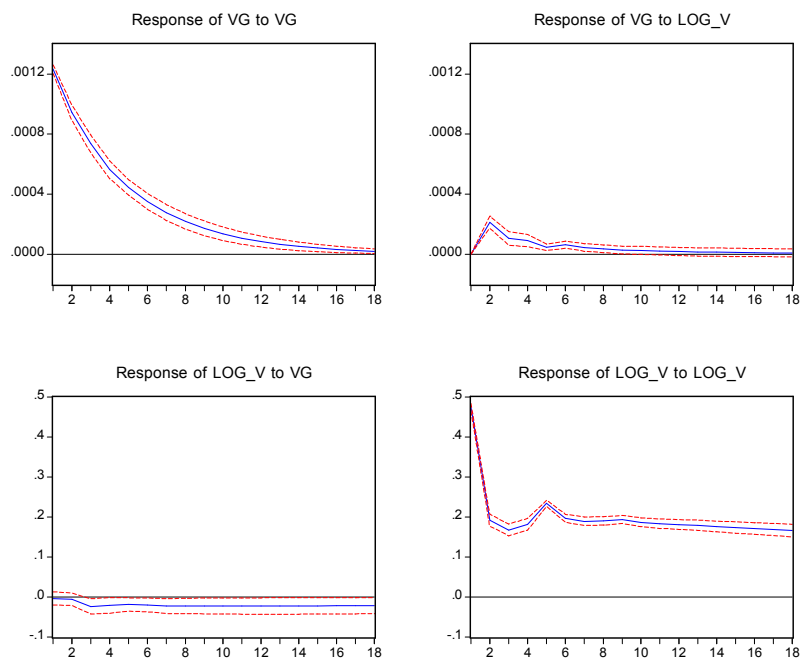 Response of VG to VG
.0012
.0008
.0004
.0000
2 4 6 8 10 12 14 16 18
Response of VG to LOG_V
.0012
.0008
.0004
.0000
2 4 6 8 10 12 14 16 18
Response of LOG_V to VG
.5
.4
.3
.2
.1
.0
-.1
2 4 6 8 10 12 14 16 18
Response of LOG_V to LOG_V
.5
.4
.3
.2
.1
.0
-.1
2 4 6 8 10 12 14 16 18